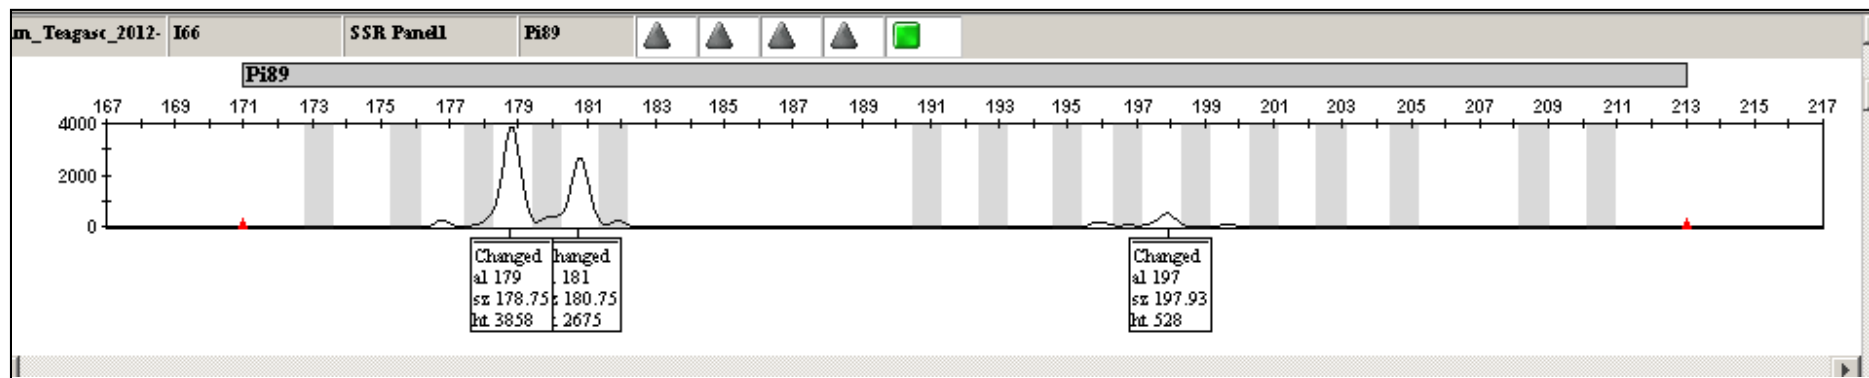 m_Teagasc_2012- I66 SSR Panel1 Pi89
Pi89
167 169 171 173 175 177 179 181 183 185 187 189 191 193 195 197 199 201 203 205 207 209 211 213 215 217
4000
2000
0
Changed hanged Changed
al 179 181 al 197
sz 178.75 z 180.75 sz 197.93
ht 3858 2675 ht 528